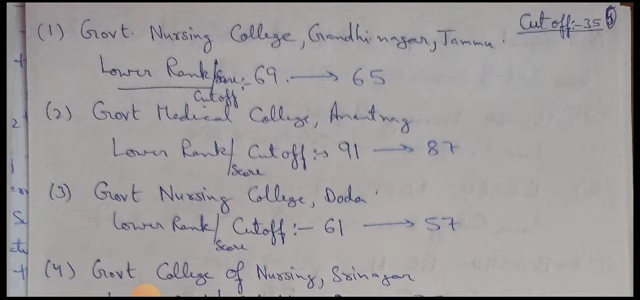 Cutoff:-35
(1) Govt. Nursing College, Gandhinagar, Jammu.
Lower Rank/Score:- 69. → 65
Cutoff
(2) Govt Medical College, Anantnag
Lower Rank/Cutoff:→ 91 → 87
Score
(3) Govt Nursing College, Doda.
Lower Rank/Cutoff:- 61 → 57
Score
(4) Govt College of Nursing, Srinagar